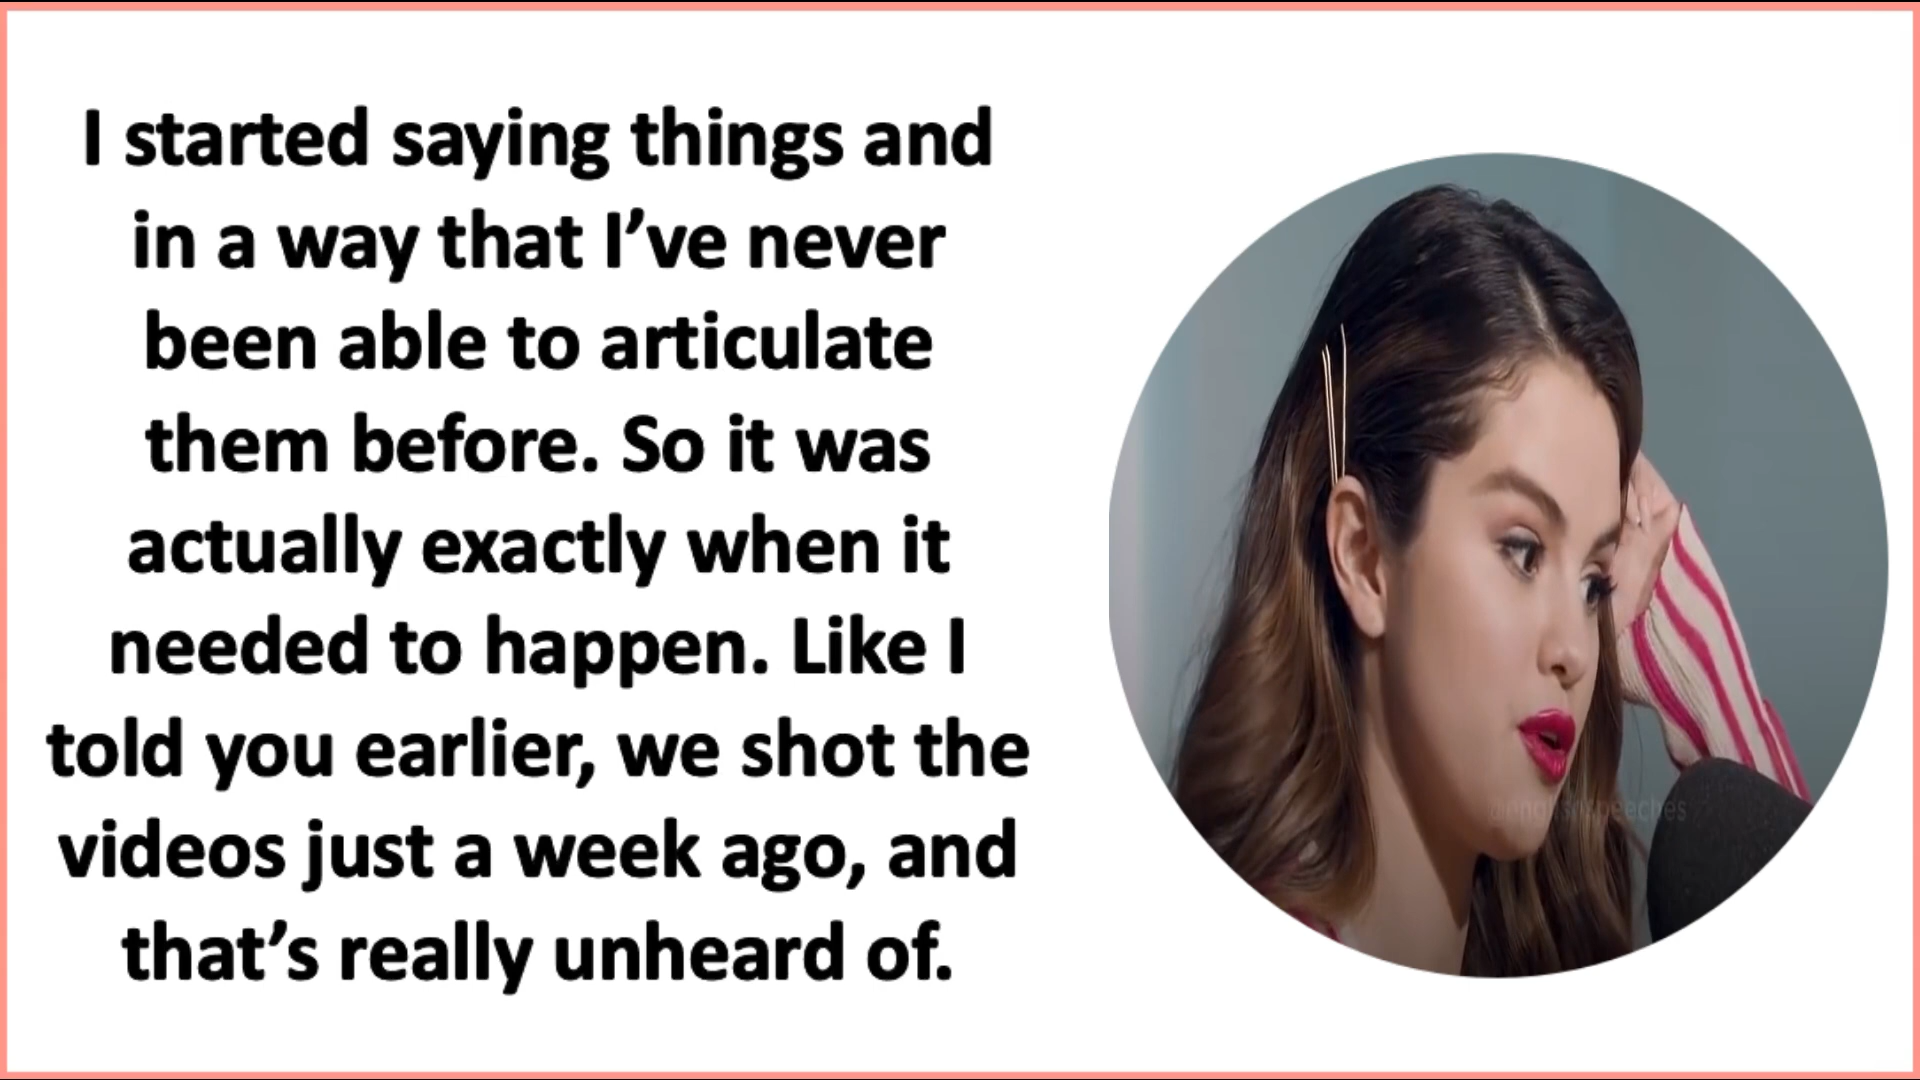 I started saying things and
in a way that I’ve never
been able to articulate
them before. So it was
actually exactly when it
needed to happen. Like I
told you earlier, we shot the
videos just a week ago, and
that’s really unheard of.
@englishspeeches